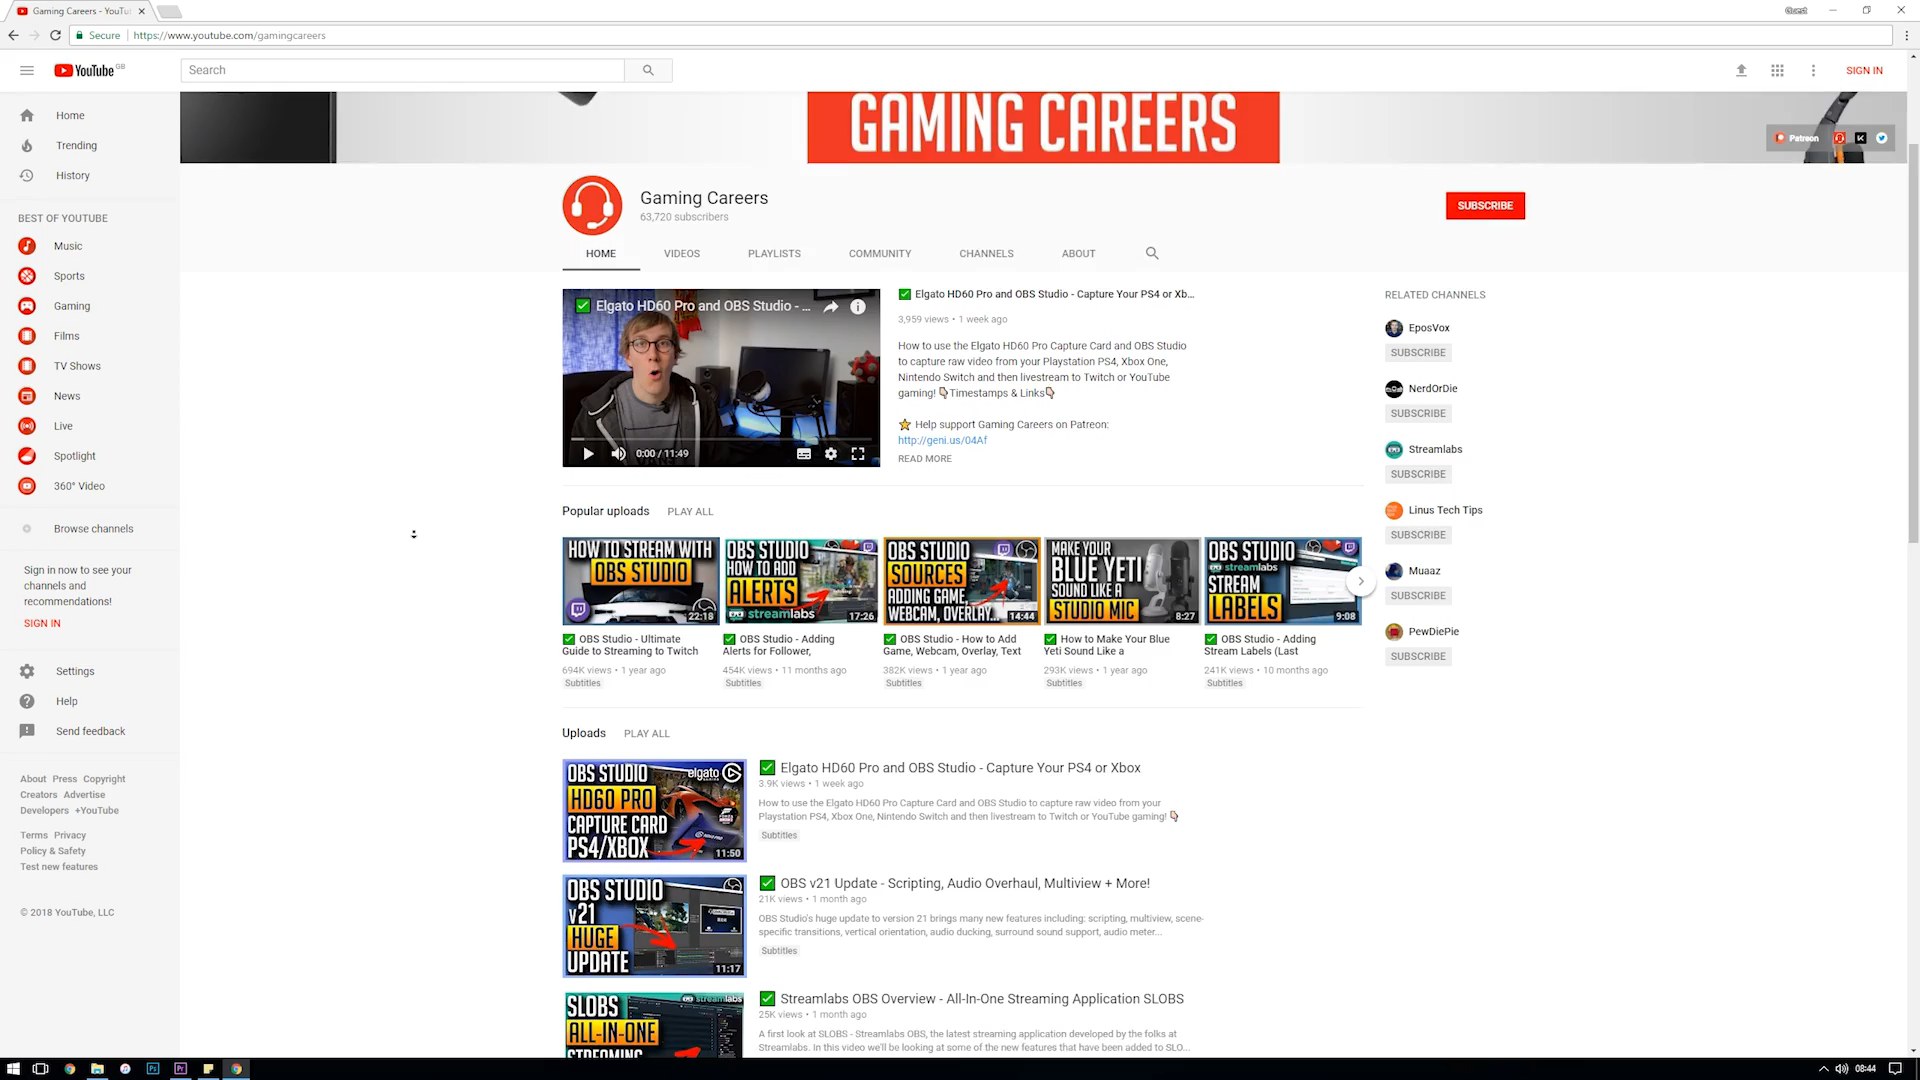 Gaming Careers - YouTu
Guest
Secure
https://www.youtube.com/gamingcareers
YouTube GB
Search
SIGN IN
Home
Trending
History
BEST OF YOUTUBE
Music
Sports
Gaming
Films
TV Shows
News
Live
Spotlight
360° Video
Browse channels
Sign in now to see your
channels and
recommendations!
SIGN IN
Settings
Help
Send feedback
About Press Copyright
Creators Advertise
Developers +YouTube
Terms Privacy
Policy & Safety
Test new features
© 2018 YouTube, LLC
GAMING CAREERS
Patreon
Gaming Careers
63,720 subscribers
SUBSCRIBE
HOME VIDEOS PLAYLISTS COMMUNITY CHANNELS ABOUT
Elgato HD60 Pro and OBS Studio - ...
0:00 / 11:49
Elgato HD60 Pro and OBS Studio - Capture Your PS4 or Xb...
3,959 views • 1 week ago
How to use the Elgato HD60 Pro Capture Card and OBS Studio
to capture raw video from your Playstation PS4, Xbox One,
Nintendo Switch and then livestream to Twitch or YouTube
gaming! 👇Timestamps & Links👇
⭐ Help support Gaming Careers on Patreon:
http://geni.us/04Af
READ MORE
Popular uploads PLAY ALL
HOW TO STREAM WITH
OBS STUDIO
22:18
OBS Studio - Ultimate
Guide to Streaming to Twitch
694K views • 1 year ago
Subtitles
OBS STUDIO
HOW TO ADD
ALERTS
streamlabs
17:26
OBS Studio - Adding
Alerts for Follower,
454K views • 11 months ago
Subtitles
OBS STUDIO
SOURCES
ADDING GAME,
WEBCAM, OVERLAY...
14:44
OBS Studio - How to Add
Game, Webcam, Overlay, Text
382K views • 1 year ago
Subtitles
MAKE YOUR
BLUE YETI
SOUND LIKE A
STUDIO MIC
8:27
How to Make Your Blue
Yeti Sound Like a
293K views • 1 year ago
Subtitles
OBS STUDIO
streamlabs
STREAM
LABELS
9:08
OBS Studio - Adding
Stream Labels (Last
241K views • 10 months ago
Subtitles
Uploads PLAY ALL
OBS STUDIO
elgato
HD60 PRO
CAPTURE CARD
PS4/XBOX
11:50
Elgato HD60 Pro and OBS Studio - Capture Your PS4 or Xbox
3.9K views • 1 week ago
How to use the Elgato HD60 Pro Capture Card and OBS Studio to capture raw video from your
Playstation PS4, Xbox One, Nintendo Switch and then livestream to Twitch or YouTube gaming! 👇
Subtitles
OBS STUDIO
v21
HUGE
UPDATE
11:17
OBS v21 Update - Scripting, Audio Overhaul, Multiview + More!
21K views • 1 month ago
OBS Studio's huge update to version 21 brings many new features including: scripting, multiview, scene-
specific transitions, vertical orientation, audio ducking, surround sound support, audio meter...
Subtitles
SLOBS
streamlabs
ALL-IN-ONE
STREAMING
Streamlabs OBS Overview - All-In-One Streaming Application SLOBS
25K views • 1 month ago
A first look at SLOBS - Streamlabs OBS, the latest streaming application developed by the folks at
Streamlabs. In this video we'll be looking at some of the new features that have been added to SLO...
RELATED CHANNELS
EposVox
SUBSCRIBE
NerdOrDie
SUBSCRIBE
Streamlabs
SUBSCRIBE
Linus Tech Tips
SUBSCRIBE
Muaaz
SUBSCRIBE
PewDiePie
SUBSCRIBE
Ps
Pr
08:44